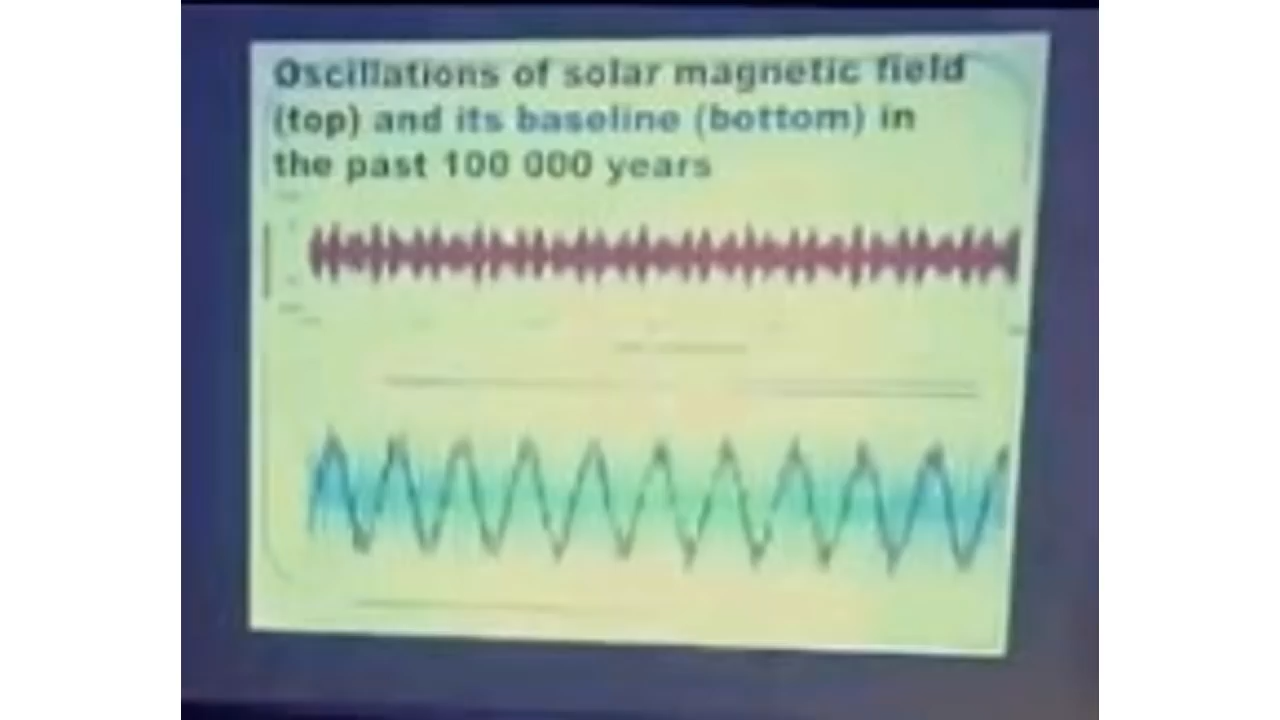 Oscillations of solar magnetic field
(top) and its baseline (bottom) in
the past 100 000 years